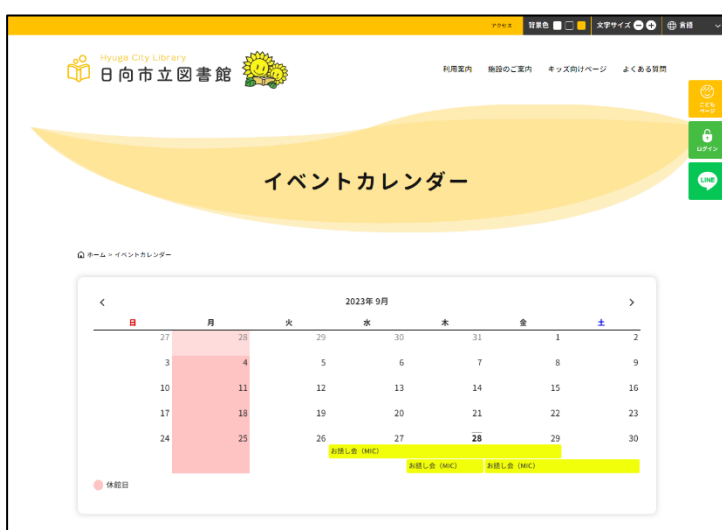 アクセス 背景色 文字サイズ 言語
Hyuga City Library
日向市立図書館
利用案内 施設のご案内 キッズ向けページ よくある質問
こども
ページ
ログイン
LINE
イベントカレンダー
ホーム > イベントカレンダー
2023年 9月
日 月 火 水 木 金 土
27 28 29 30 31 1 2
3 4 5 6 7 8 9
10 11 12 13 14 15 16
17 18 19 20 21 22 23
24 25 26 27 28 29 30
お話し会（MIC）
お話し会（MIC） お話し会（MIC）
休館日